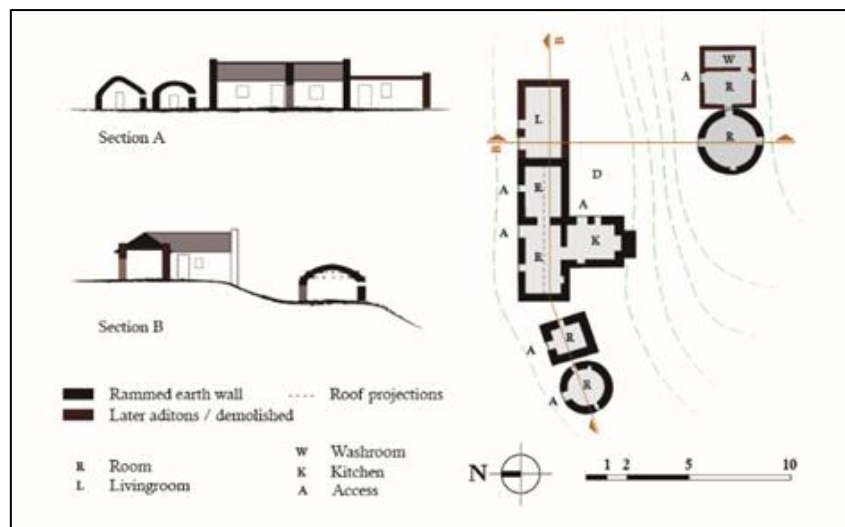 Section A
Section B
Rammed earth wall
Roof projections
Later aditons / demolished
R Room
L Livingroom
W Washroom
K Kitchen
A Access
L
R
A
A
R
D
A
K
R
A
R
A
W
A
R
R
N
1 2 5 10